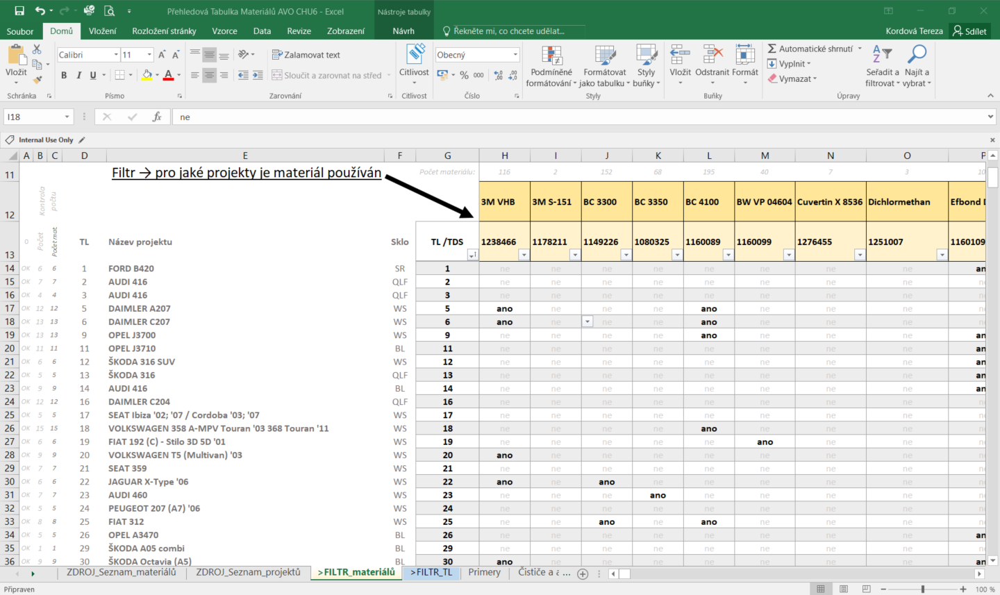 Přehledová Tabulka Materiálů AVO CHU6 - Excel
Nástroje tabulky
Soubor Domů Vložení Rozložení stránky Vzorce Data Revize Zobrazení Návrh Řekněte mi, co chcete udělat... Kordová Tereza Sdílet
Calibri 11 Zalamovat text Obecný Automatické shrnutí
Vložit B I U Sloučit a zarovnat na střed Citlivost % 000 Podmíněné formátování Formátovat jako tabulku Styly buňky Vložit Odstranit Formát Vyplnit Vymazat Seřadit a filtrovat Najít a vybrat
Schránka Písmo Zarovnání Citlivost Číslo Styly Buňky Úpravy
I18 fx ne
Internal Use Only
A B C D E F G H I J K L M N O P
11 Filtr → pro jaké projekty je materiál používán Počet materiálu: 116 2 152 68 195 40 7 3 10
12 Kontrola počtu 3M VHB 3M S-151 BC 3300 BC 3350 BC 4100 BW VP 04604 Cuvertin X 8536 Dichlormethan Efbond D
13 0 Počet Počet mat. TL Název projektu Sklo TL /TDS 1238466 1178211 1149226 1080325 1160089 1160099 1276455 1251007 1160109
14 OK 6 6 1 FORD B420 SR 1 ne ne ne ne ne ne ne ne an
15 OK 7 7 2 AUDI 416 QLF 2 ne ne ne ne ne ne ne ne n
16 OK 4 4 3 AUDI 416 QLF 3 ne ne ne ne ne ne ne ne n
17 OK 12 12 5 DAIMLER A207 WS 5 ano ne ne ne ano ne ne ne n
18 OK 13 13 6 DAIMLER C207 WS 6 ano ne ne ne ano ne ne ne n
19 OK 13 13 9 OPEL J3700 WS 9 ne ne ne ne ano ne ne ne an
20 OK 11 11 11 OPEL J3710 BL 11 ne ne ne ne ne ne ne ne an
21 OK 6 6 12 ŠKODA 316 SUV WS 12 ne ne ne ne ne ne ne ne an
22 OK 5 5 13 ŠKODA 316 QLF 13 ne ne ne ne ne ne ne ne an
23 OK 9 9 14 AUDI 416 BL 14 ne ne ne ne ne ne ne ne an
24 OK 12 12 16 DAIMLER C204 QLF 16 ne ne ne ne ne ne ne ne n
25 OK 5 5 17 SEAT Ibiza '02; '07 / Cordoba '03; '07 WS 17 ne ne ne ne ne ne ne ne n
26 OK 15 15 18 VOLKSWAGEN 358 A-MPV Touran '03 368 Touran '11 WS 18 ne ne ne ne ano ne ne ne n
27 OK 6 6 19 FIAT 192 (C) - Stilo 3D 5D '01 WS 19 ne ne ne ne ne ano ne ne n
28 OK 9 9 20 VOLKSWAGEN T5 (Multivan) '03 WS 20 ano ne ne ne ne ne ne ne n
29 OK 7 7 21 SEAT 359 WS 21 ne ne ne ne ne ne ne ne n
30 OK 6 6 22 JAGUAR X-Type '06 WS 22 ano ne ano ne ne ne ne ne n
31 OK 7 7 23 AUDI 460 WS 23 ne ne ne ano ne ne ne ne n
32 OK 5 5 24 PEUGEOT 207 (A7) '06 WS 24 ne ne ne ne ne ne ne ne n
33 OK 8 8 25 FIAT 312 WS 25 ne ne ano ne ano ne ne ne n
34 OK 5 5 26 OPEL A3470 BL 26 ne ne ne ne ne ne ne ne an
35 OK 1 1 29 ŠKODA A05 combi BL 29 ne ne ne ne ne ne ne ne n
36 OK 9 9 30 ŠKODA Octavia (A5) BL 30 ano ne ne ne ne ne ne ne an
ZDROJ_Seznam_materiálů ZDROJ_Seznam_projektů >FILTR_materiálů >FILTR_TL Primery Čističe a a ...
Připraven 100 %